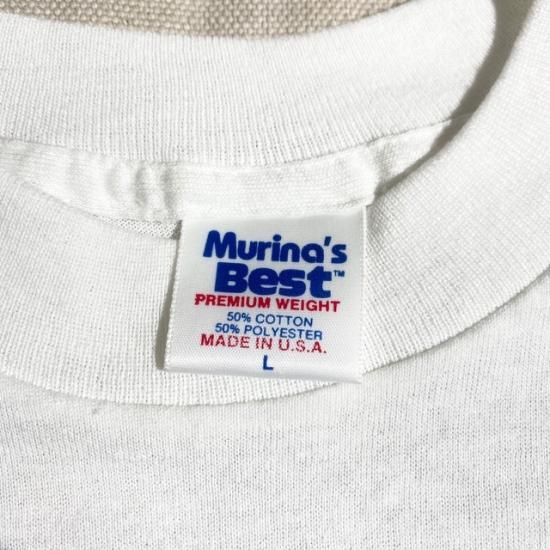 Murina's
Best™
PREMIUM WEIGHT
50% COTTON
50% POLYESTER
MADE IN U.S.A.
L